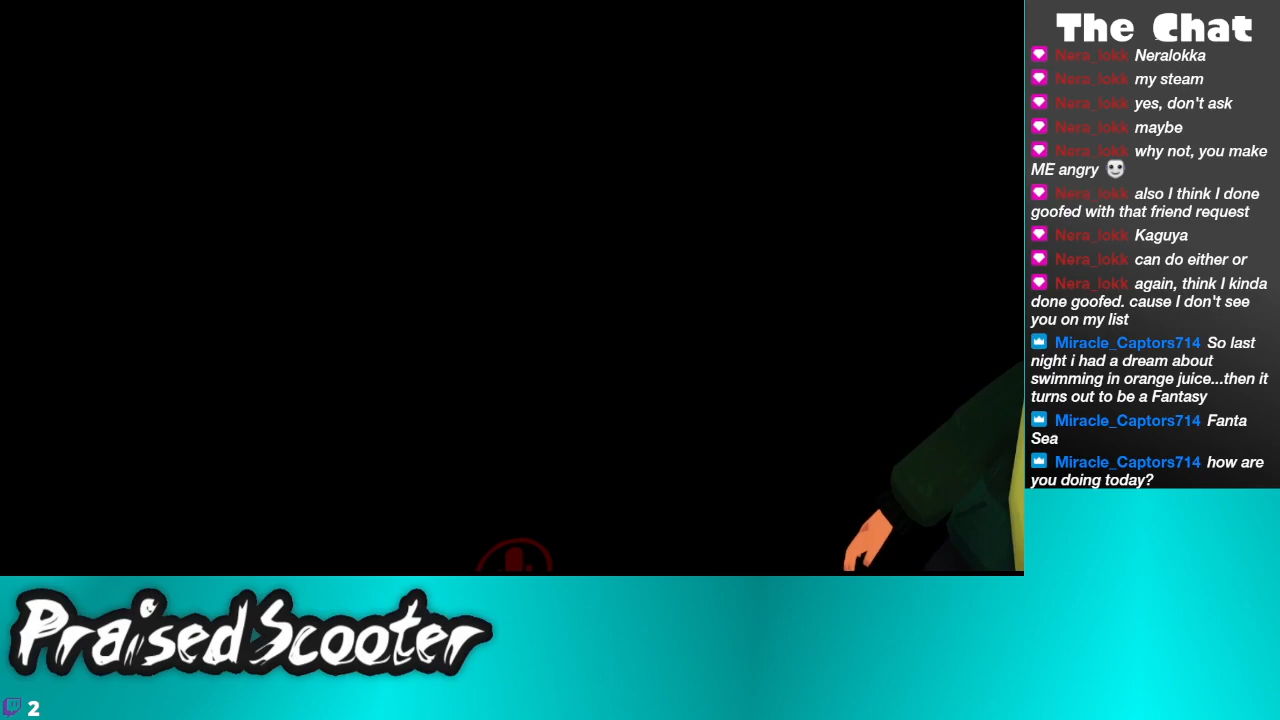 The Chat
Nera_lokk Neralokka
Nera_lokk my steam
Nera_lokk yes, don't ask
Nera_lokk maybe
Nera_lokk why not, you make
ME angry
Nera_lokk also I think I done
goofed with that friend request
Nera_lokk Kaguya
Nera_lokk can do either or
Nera_lokk again, think I kinda
done goofed. cause I don't see
you on my list
Miracle_Captors714 So last
night i had a dream about
swimming in orange juice...then it
turns out to be a Fantasy
Miracle_Captors714 Fanta
Sea
Miracle_Captors714 how are
you doing today?
PraisedScooter
2